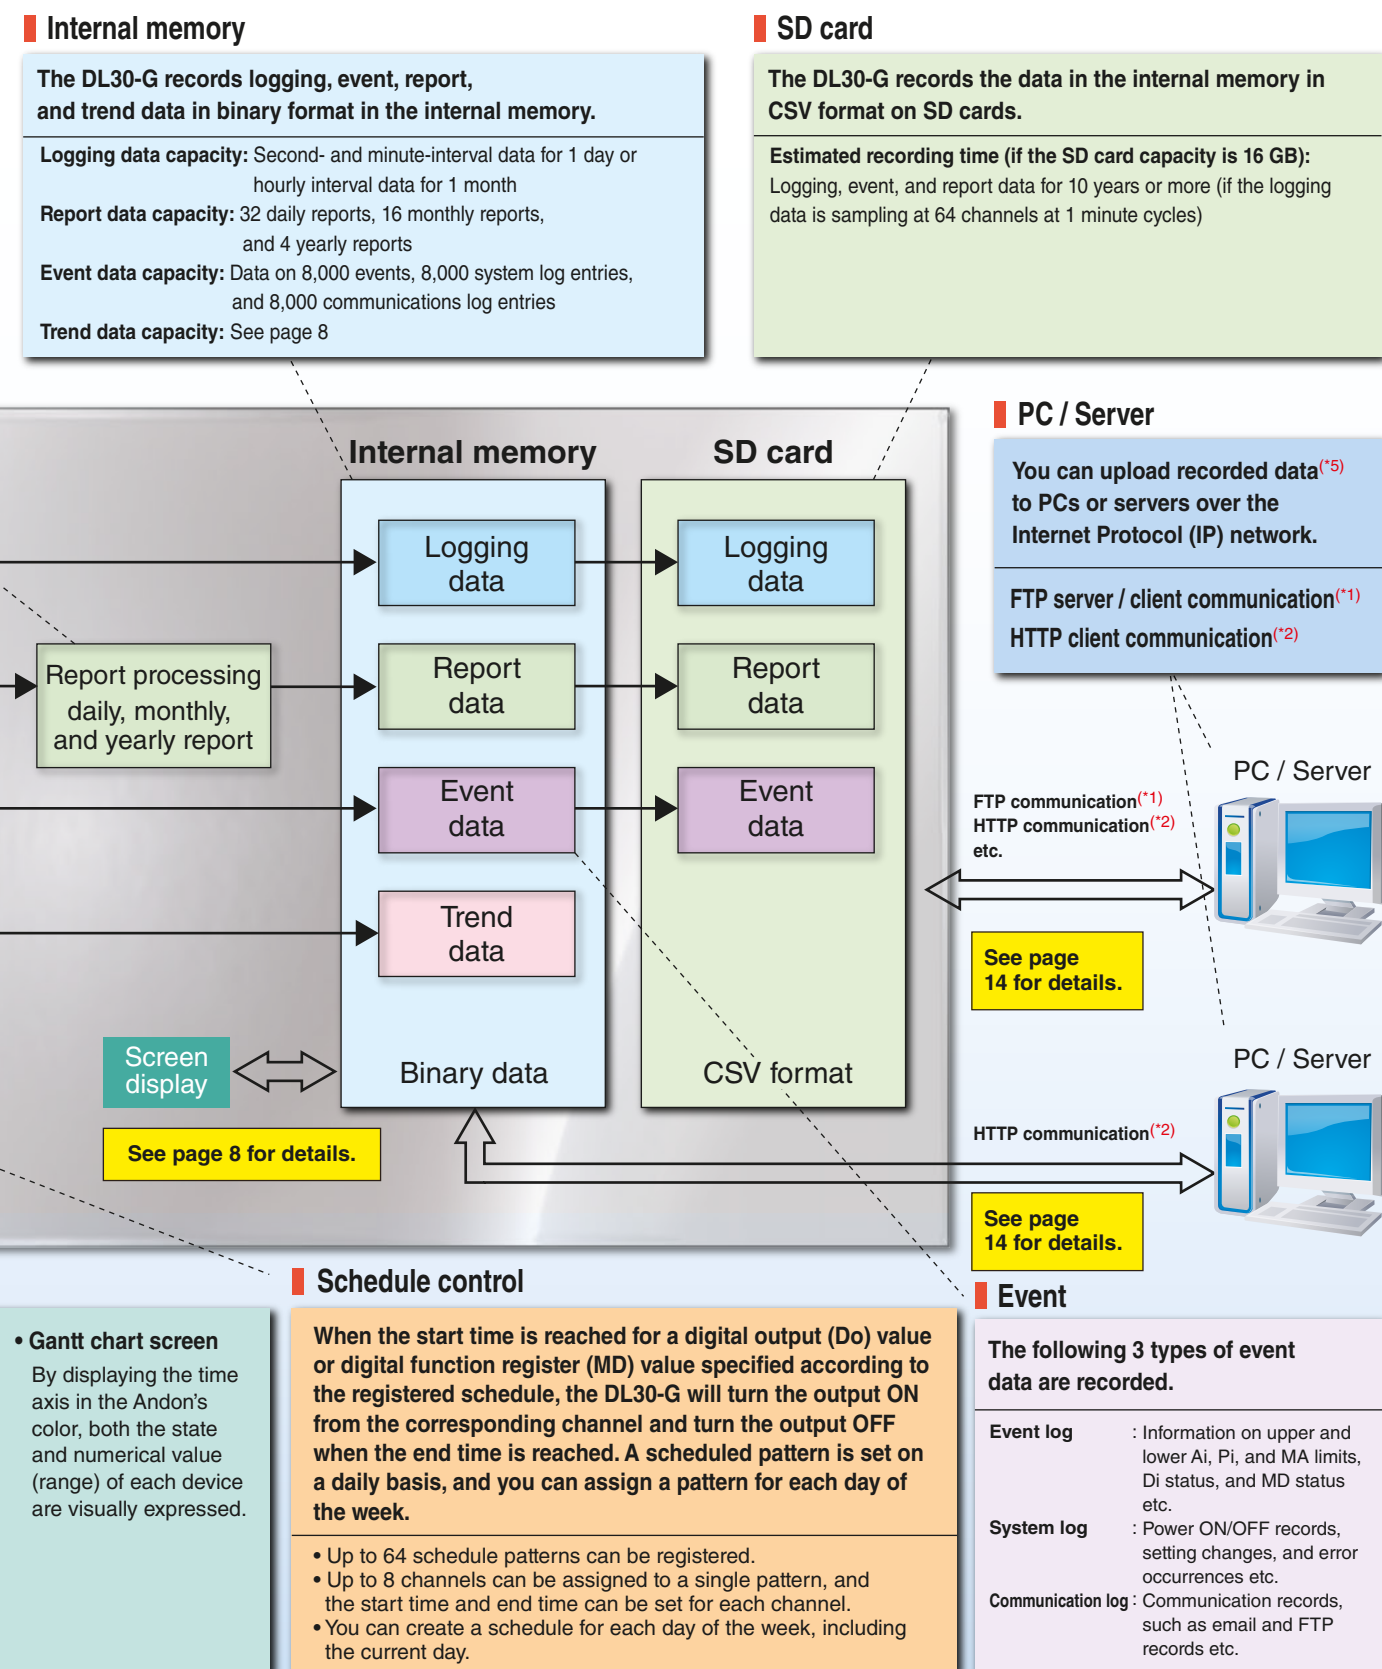 Internal memory
The DL30-G records logging, event, report,
and trend data in binary format in the internal memory.
Logging data capacity: Second- and minute-interval data for 1 day or
hourly interval data for 1 month
Report data capacity: 32 daily reports, 16 monthly reports,
and 4 yearly reports
Event data capacity: Data on 8,000 events, 8,000 system log entries,
and 8,000 communications log entries
Trend data capacity: See page 8
SD card
The DL30-G records the data in the internal memory in
CSV format on SD cards.
Estimated recording time (if the SD card capacity is 16 GB):
Logging, event, and report data for 10 years or more (if the logging
data is sampling at 64 channels at 1 minute cycles)
PC / Server
You can upload recorded data(*5)
to PCs or servers over the
Internet Protocol (IP) network.
FTP server / client communication(*1)
HTTP client communication(*2)
Internal memory
SD card
Logging
data
Logging
data
Report processing
daily, monthly,
and yearly report
Report
data
Report
data
Event
data
Event
data
Trend
data
Screen
display
Binary data
CSV format
See page 8 for details.
PC / Server
FTP communication(*1)
HTTP communication(*2)
etc.
See page
14 for details.
PC / Server
HTTP communication(*2)
See page
14 for details.
• Gantt chart screen
By displaying the time
axis in the Andon's
color, both the state
and numerical value
(range) of each device
are visually expressed.
Schedule control
When the start time is reached for a digital output (Do) value
or digital function register (MD) value specified according to
the registered schedule, the DL30-G will turn the output ON
from the corresponding channel and turn the output OFF
when the end time is reached. A scheduled pattern is set on
a daily basis, and you can assign a pattern for each day of
the week.
• Up to 64 schedule patterns can be registered.
• Up to 8 channels can be assigned to a single pattern, and
the start time and end time can be set for each channel.
• You can create a schedule for each day of the week, including
the current day.
Event
The following 3 types of event
data are recorded.
Event log : Information on upper and
lower Ai, Pi, and MA limits,
Di status, and MD status
etc.
System log : Power ON/OFF records,
setting changes, and error
occurrences etc.
Communication log : Communication records,
such as email and FTP
records etc.